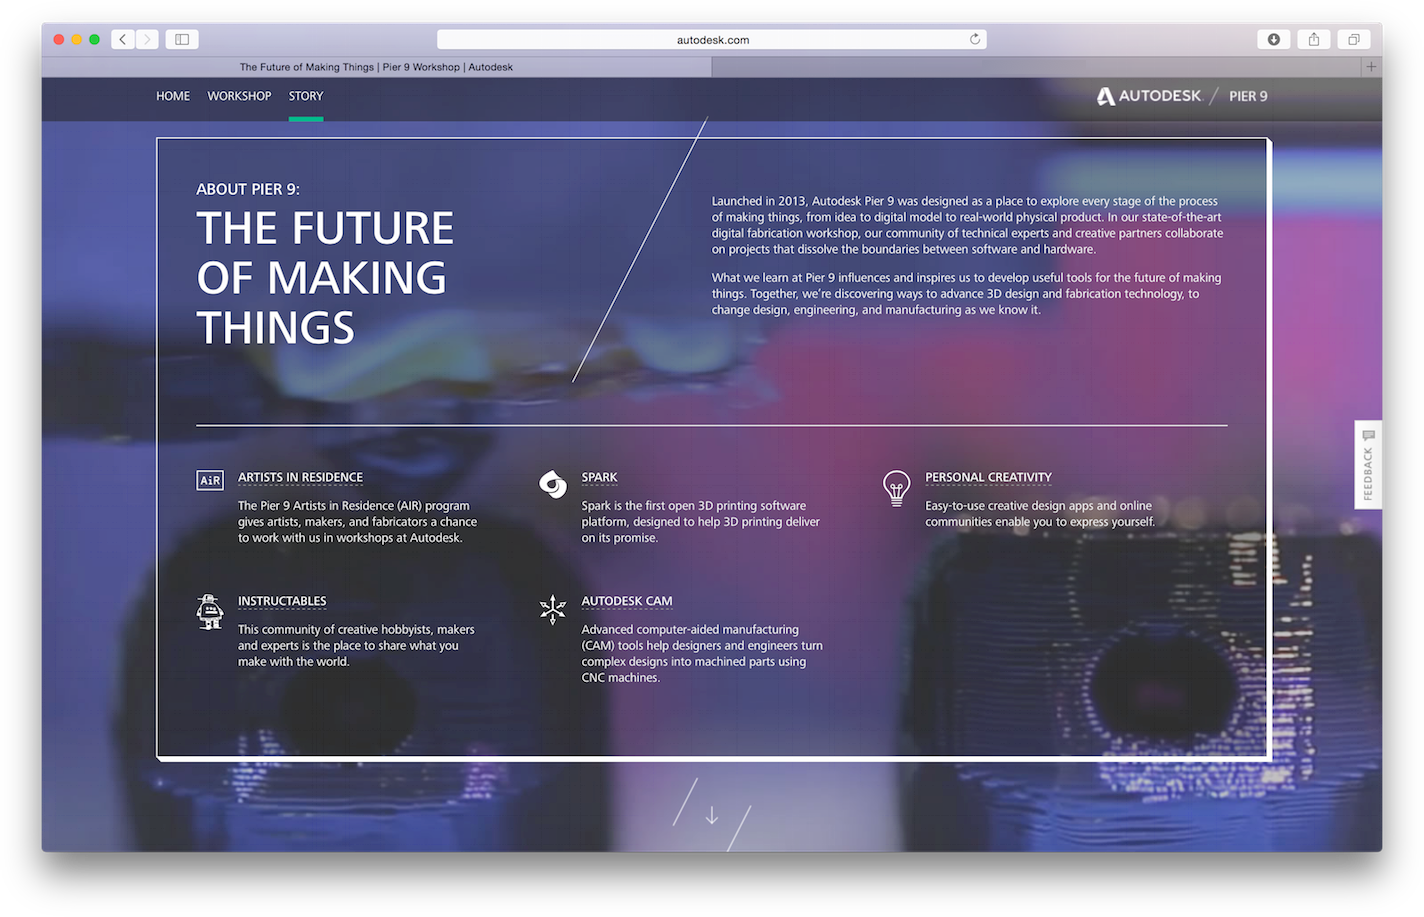 autodesk.com
The Future of Making Things | Pier 9 Workshop | Autodesk
HOME WORKSHOP STORY
AUTODESK / PIER 9
ABOUT PIER 9:
THE FUTURE
OF MAKING
THINGS
Launched in 2013, Autodesk Pier 9 was designed as a place to explore every stage of the process
of making things, from idea to digital model to real-world physical product. In our state-of-the-art
digital fabrication workshop, our community of technical experts and creative partners collaborate
on projects that dissolve the boundaries between software and hardware.
What we learn at Pier 9 influences and inspires us to develop useful tools for the future of making
things. Together, we're discovering ways to advance 3D design and fabrication technology, to
change design, engineering, and manufacturing as we know it.
FEEDBACK
AiR
ARTISTS IN RESIDENCE
The Pier 9 Artists in Residence (AIR) program
gives artists, makers, and fabricators a chance
to work with us in workshops at Autodesk.
SPARK
Spark is the first open 3D printing software
platform, designed to help 3D printing deliver
on its promise.
PERSONAL CREATIVITY
Easy-to-use creative design apps and online
communities enable you to express yourself.
INSTRUCTABLES
This community of creative hobbyists, makers
and experts is the place to share what you
make with the world.
AUTODESK CAM
Advanced computer-aided manufacturing
(CAM) tools help designers and engineers turn
complex designs into machined parts using
CNC machines.